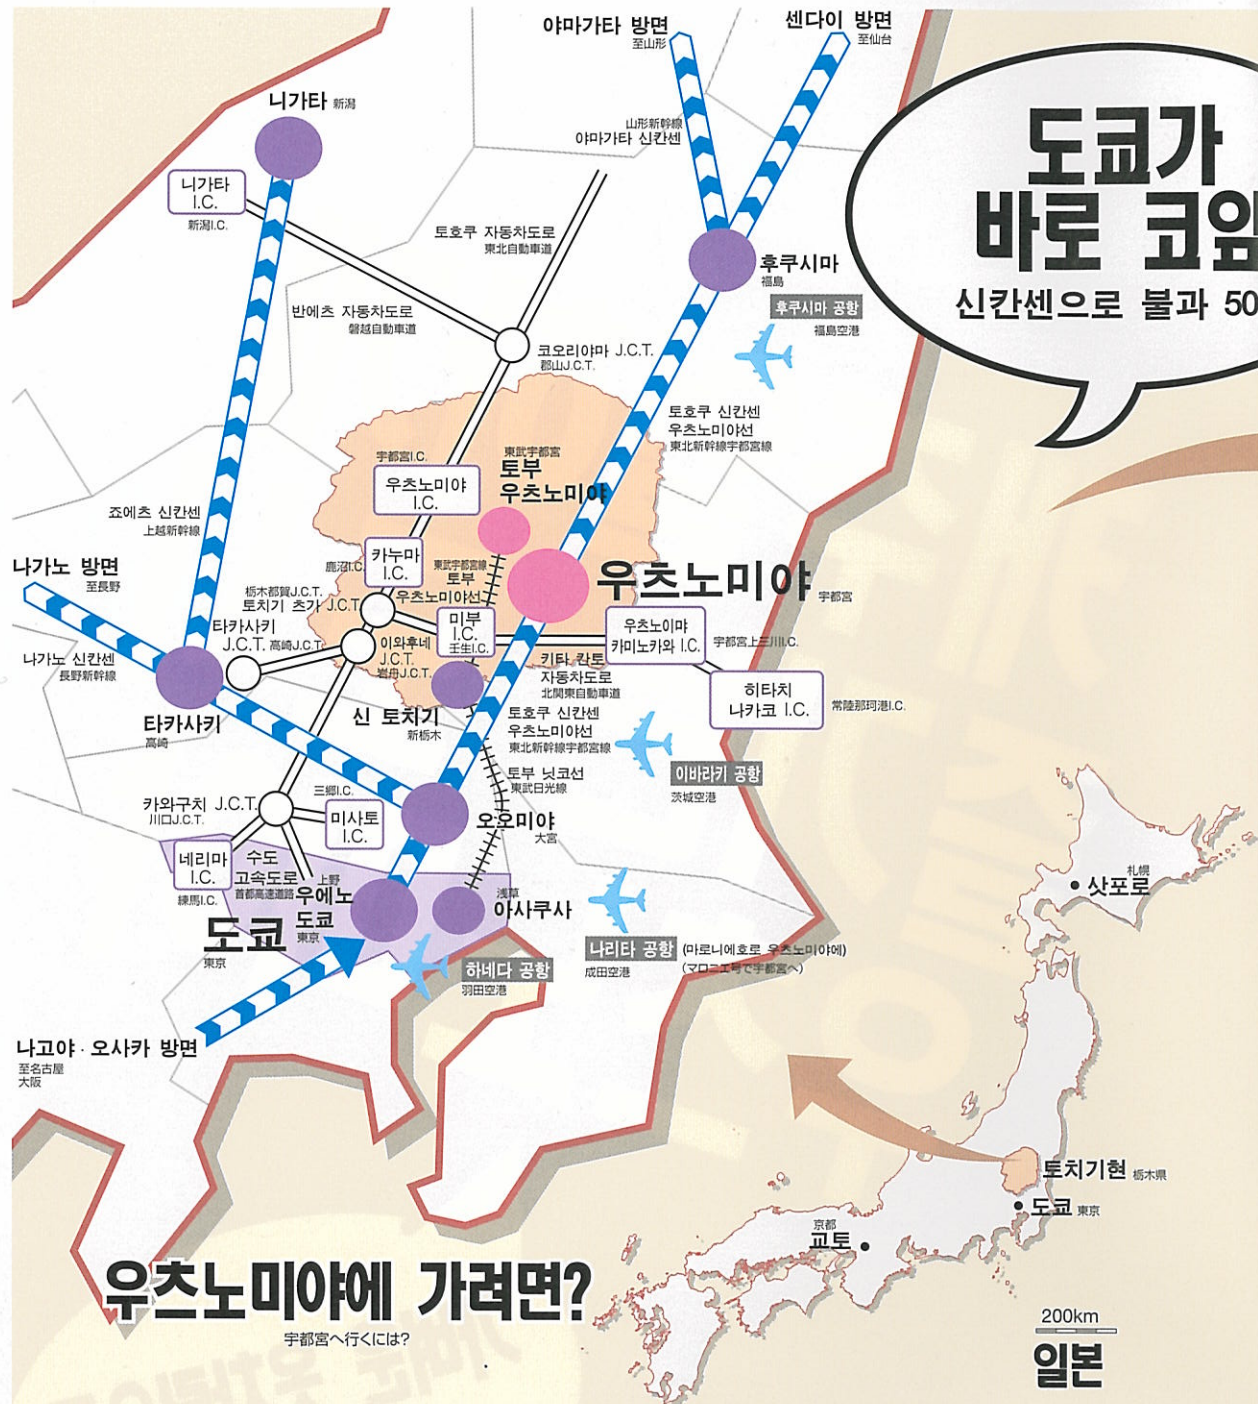 야마가타 방면
至山形
센다이 방면
至仙台
니가타 新潟
山形新幹線
야마가타 신칸센
도쿄가
바로 코앞
신칸센으로 불과 50
니가타
I.C.
新潟I.C.
토호쿠 자동차도로
東北自動車道
후쿠시마
福島
후쿠시마 공항
福島空港
반에츠 자동차도로
磐越自動車道
코오리야마 J.C.T.
郡山J.C.T.
토호쿠 신칸센
우츠노미야선
東北新幹線宇都宮線
宇都宮I.C.
우츠노미야
I.C.
東武宇都宮
토부
우츠노미야
죠에츠 신칸센
上越新幹線
나가노 방면
至長野
鹿沼I.C.
카누마
I.C.
東武宇都宮線
토부
우츠노미야선
우츠노미야 宇都宮
栃木都賀J.C.T.
토치기 츠가 J.C.T.
타카사키
J.C.T. 高崎J.C.T.
이와후네
J.C.T.
岩舟J.C.T.
미부
I.C.
壬生I.C.
우츠노이먀
카미노카와 I.C.
宇都宮上三川I.C.
나가노 신칸센
長野新幹線
키타 칸토
자동차도로
北関東自動車道
히타치
나카코 I.C.
常陸那珂港I.C.
타카사키
高崎
신 토치기
新栃木
토호쿠 신칸센
우츠노미야선
東北新幹線宇都宮線
이바라키 공항
茨城空港
토부 닛코선
東武日光線
카와구치 J.C.T.
川口J.C.T.
三郷I.C.
미사토
I.C.
오오미야
大宮
네리마
I.C.
練馬I.C.
수도
고속도로
首都高速道路
上野
우에노
도쿄
東京
도쿄
東京
浅草
아사쿠사
나리타 공항 (마로니에호로 우츠노미야에)
成田空港 (マロニエ号で宇都宮へ)
하네다 공항
羽田空港
나고야 · 오사카 방면
至名古屋
大阪
札幌
삿포로
토치기현 栃木県
도쿄 東京
京都
교토
우츠노미야에 가려면?
宇都宮へ行くには?
200km
일본